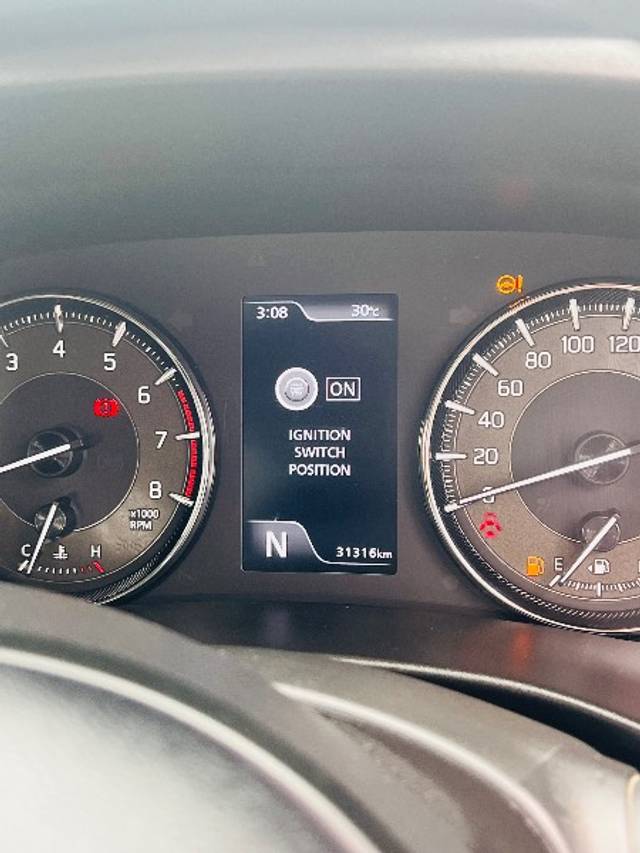 3:08 30℃
ON
IGNITION
SWITCH
POSITION
N 31316km
3 4 5 6 7 8
x1000
RPM
C H
0 20 40 60 80 100 120
E